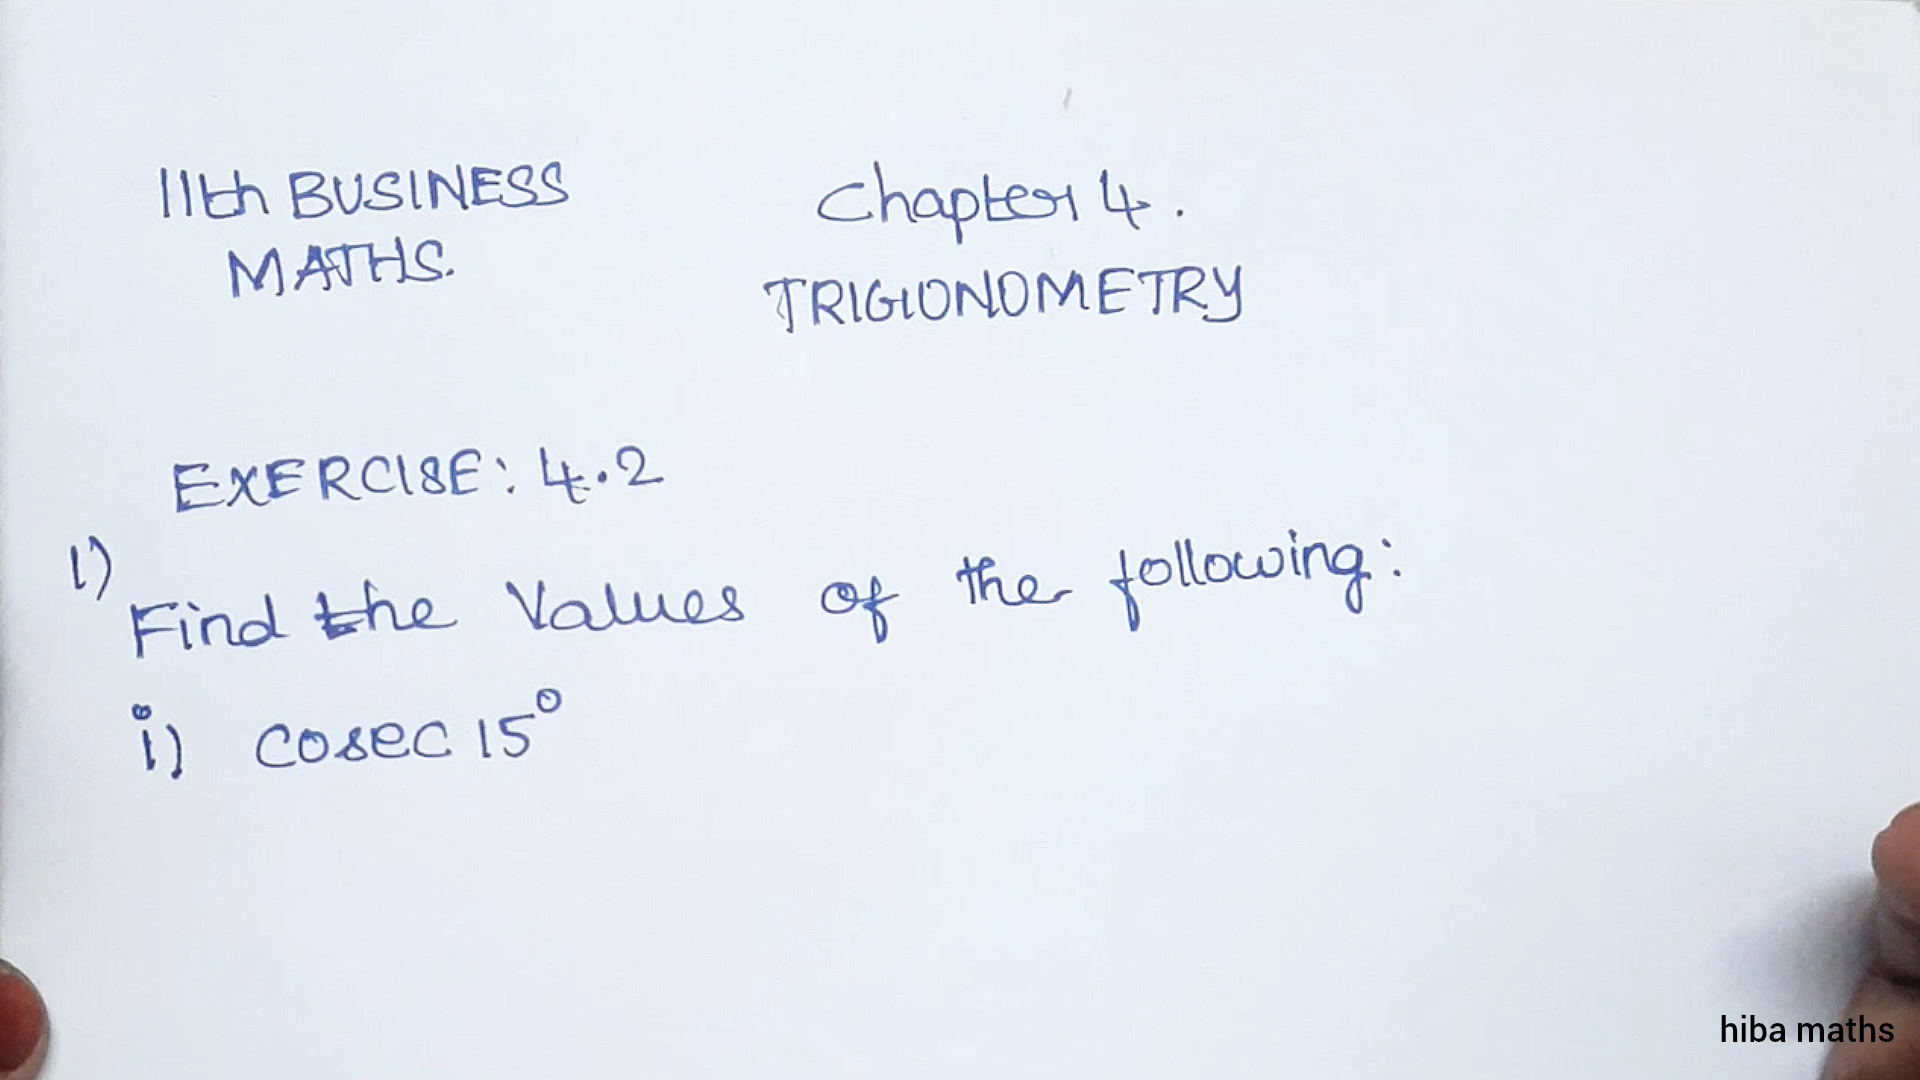 11th BUSINESS
MATHS.
Chapter 4.
TRIGONOMETRY
EXERCISE: 4.2
1)
Find the Values of the following:
i) cosec 15°
hiba maths